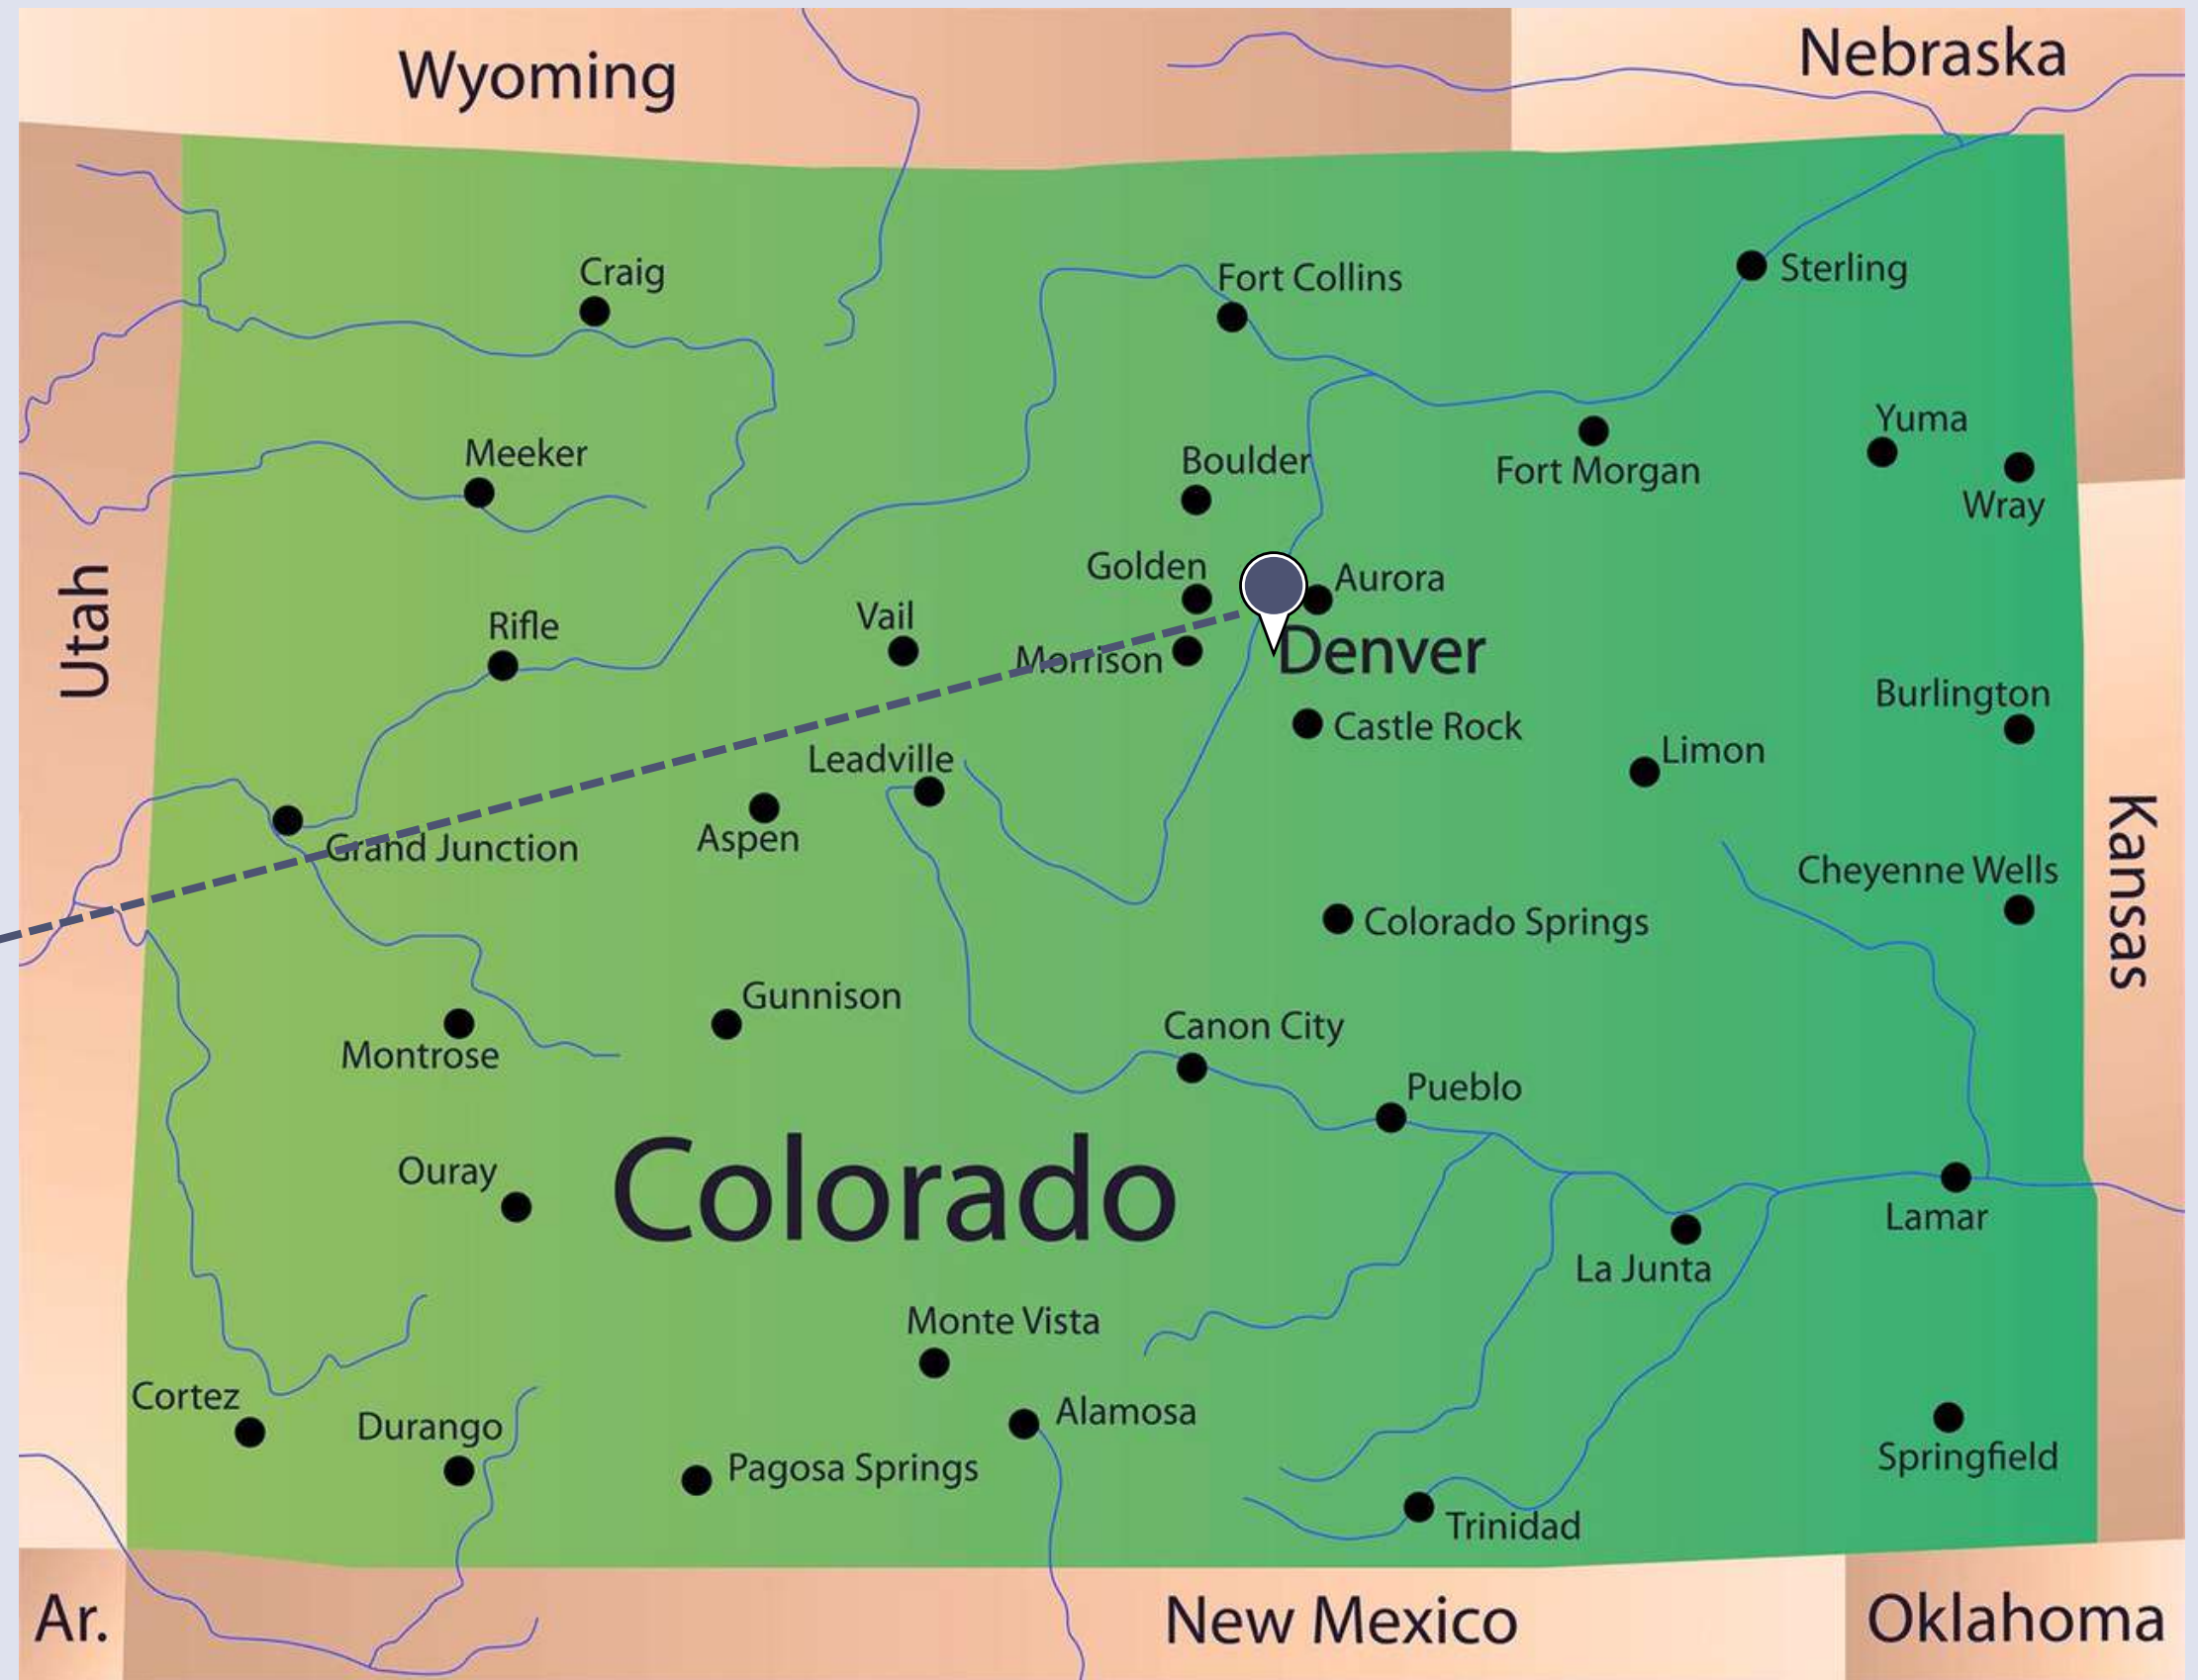 Wyoming
Nebraska
Craig
Fort Collins
Sterling
Meeker
Boulder
Fort Morgan
Yuma
Wray
Utah
Golden
Aurora
Rifle
Vail
Morrison
Denver
Burlington
Castle Rock
Leadville
Limon
Kansas
Grand Junction
Aspen
Cheyenne Wells
Colorado Springs
Gunnison
Montrose
Canon City
Pueblo
Ouray
Colorado
Lamar
La Junta
Monte Vista
Cortez
Durango
Alamosa
Pagosa Springs
Springfield
Trinidad
Ar.
New Mexico
Oklahoma